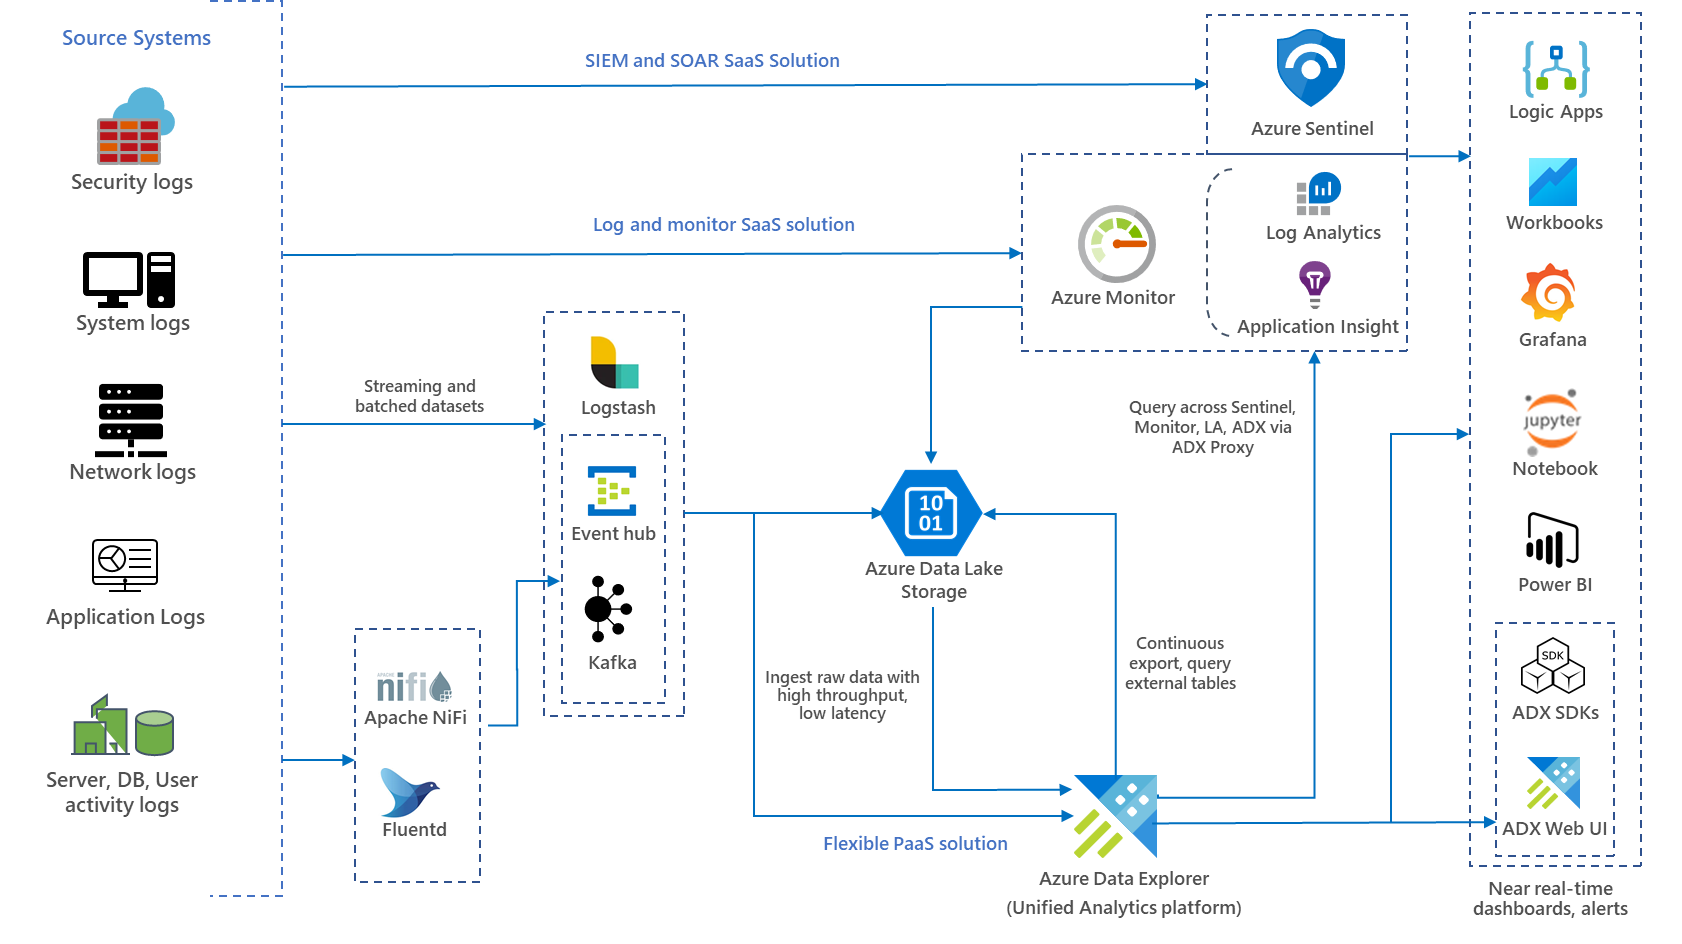 Source Systems
Security logs
System logs
Network logs
Application Logs
Server, DB, User
activity logs
SIEM and SOAR SaaS Solution
Log and monitor SaaS solution
Streaming and
batched datasets
APACHE
nifi
Apache NiFi
Fluentd
Logstash
Event hub
Kafka
Azure Sentinel
Azure Monitor
Log Analytics
Application Insight
10
01
Azure Data Lake
Storage
Query across Sentinel,
Monitor, LA, ADX via
ADX Proxy
Ingest raw data with
high throughput,
low latency
Continuous
export, query
external tables
Flexible PaaS solution
Azure Data Explorer
(Unified Analytics platform)
Logic Apps
Workbooks
Grafana
jupyter
Notebook
Power BI
SDK
ADX SDKs
ADX Web UI
Near real-time
dashboards, alerts